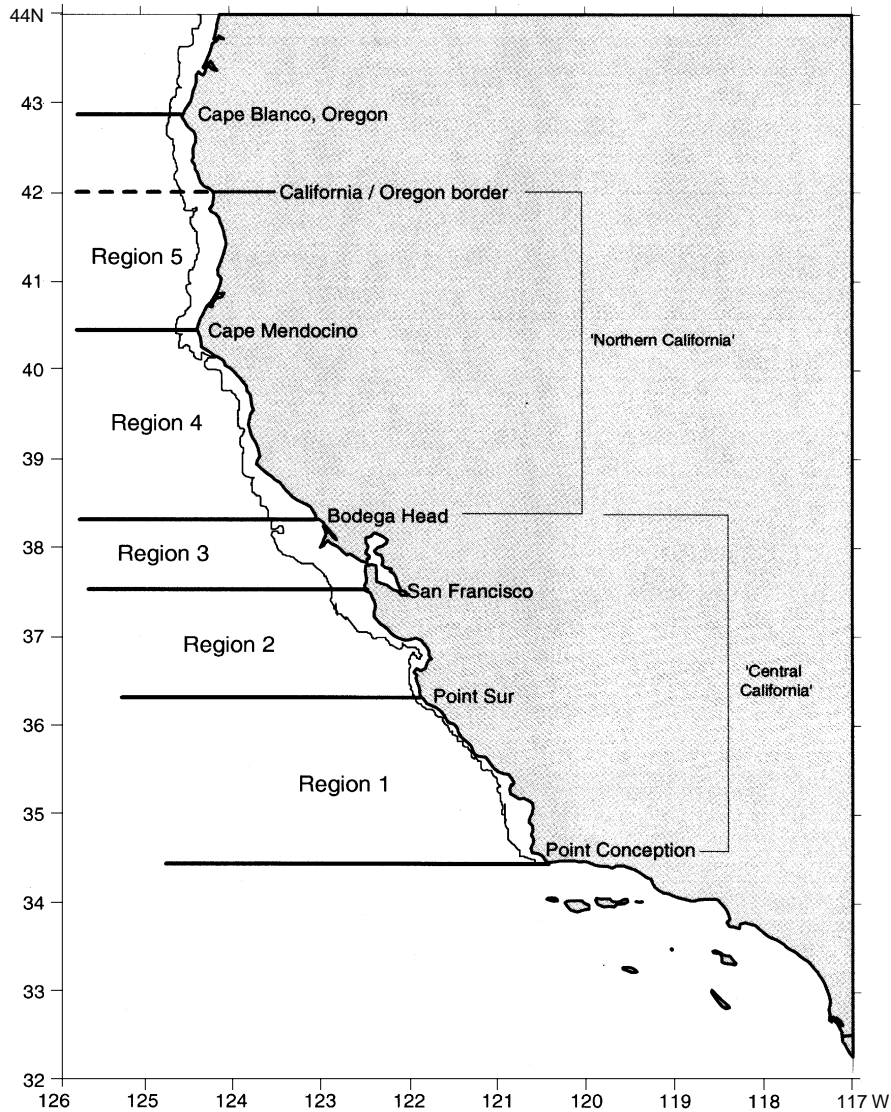 44N
43
Cape Blanco, Oregon
42
California / Oregon border
Region 5
41
Cape Mendocino
'Northern California'
40
Region 4
39
Bodega Head
38
Region 3
San Francisco
37
Region 2
'Central
California'
Point Sur
36
Region 1
35
Point Conception
34
33
32
126 125 124 123 122 121 120 119 118 117 W